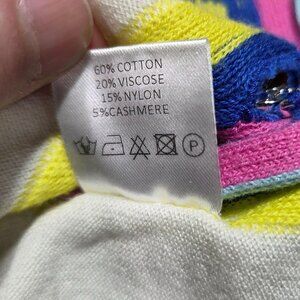 60% COTTON
20% VISCOSE
15% NYLON
5%CASHMERE
P